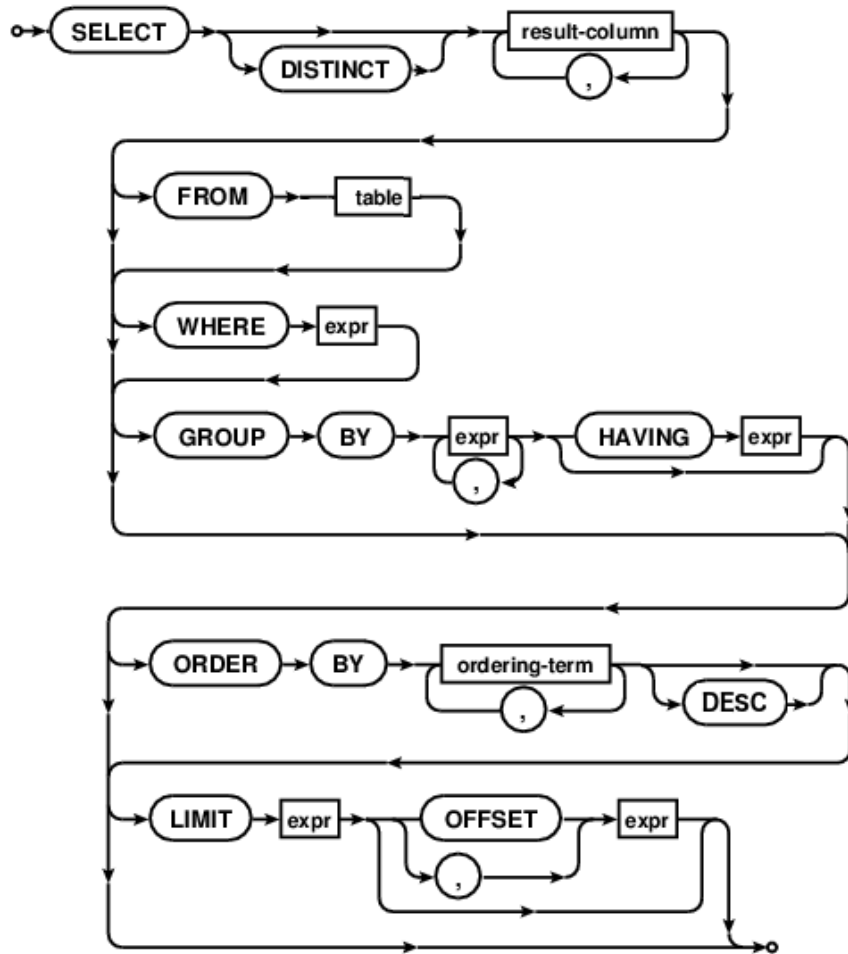 SELECT result-column
DISTINCT ,
FROM table
WHERE expr
GROUP BY expr HAVING expr
,
ORDER BY ordering-term
, DESC
LIMIT expr OFFSET expr
,